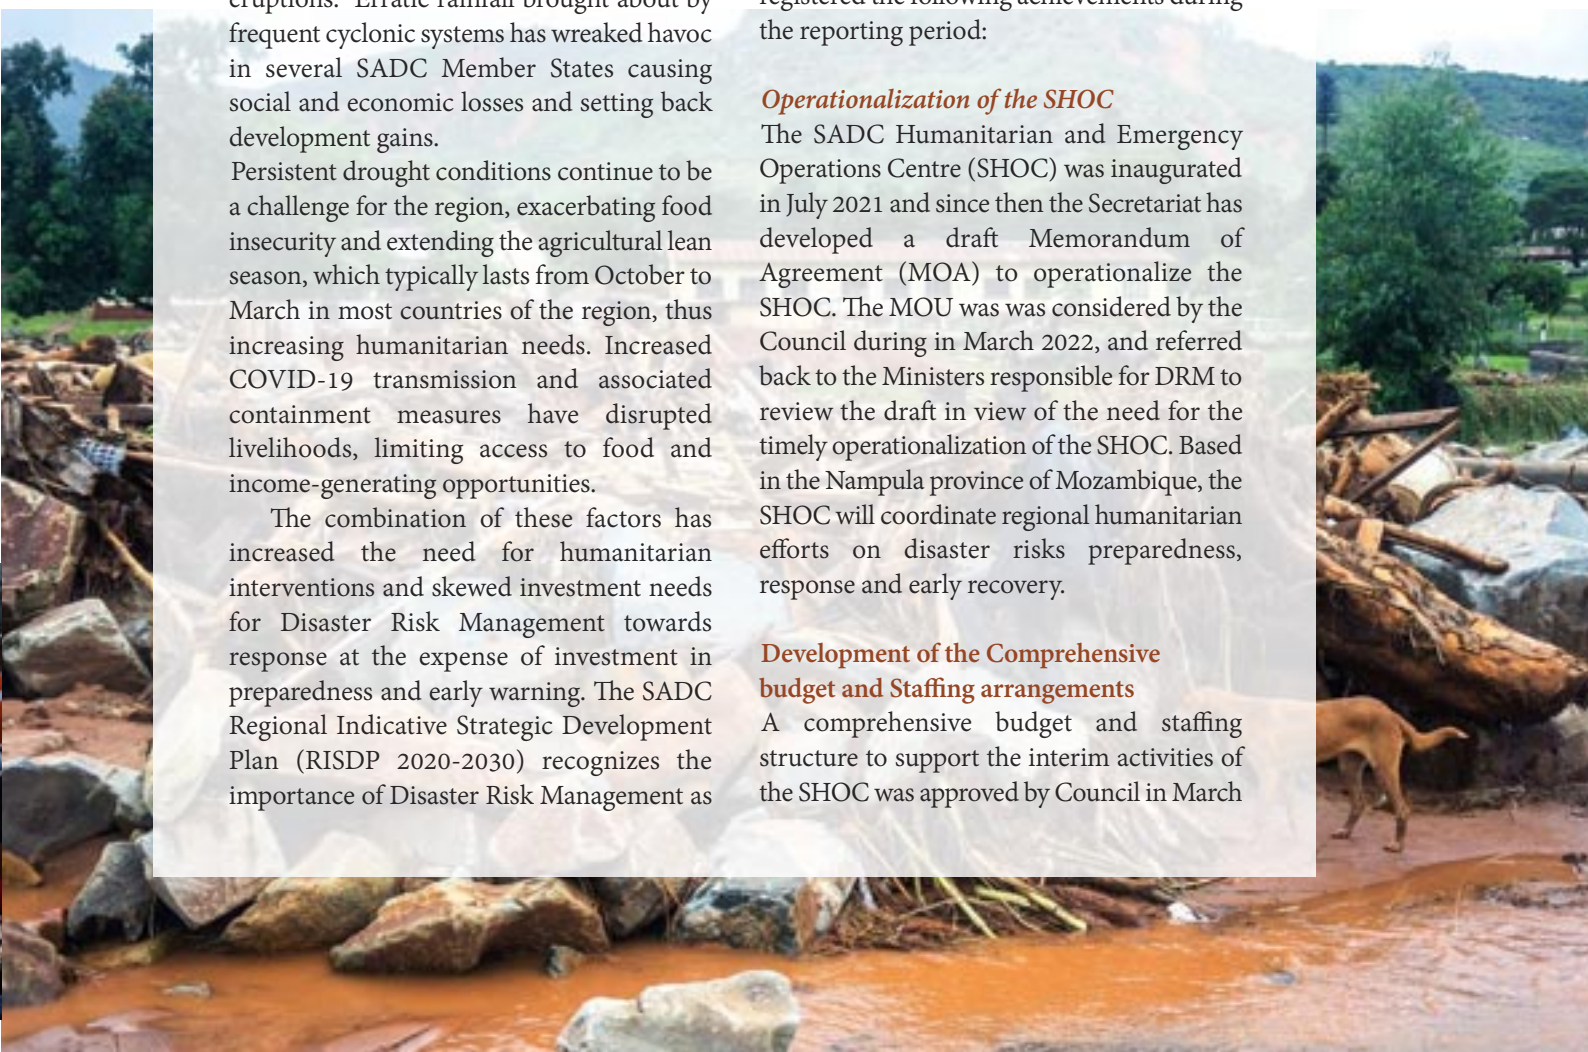 eruptions. Erratic rainfall brought about by
frequent cyclonic systems has wreaked havoc
in several SADC Member States causing
social and economic losses and setting back
development gains.
Persistent drought conditions continue to be
a challenge for the region, exacerbating food
insecurity and extending the agricultural lean
season, which typically lasts from October to
March in most countries of the region, thus
increasing humanitarian needs. Increased
COVID-19 transmission and associated
containment measures have disrupted
livelihoods, limiting access to food and
income-generating opportunities.
The combination of these factors has
increased the need for humanitarian
interventions and skewed investment needs
for Disaster Risk Management towards
response at the expense of investment in
preparedness and early warning. The SADC
Regional Indicative Strategic Development
Plan (RISDP 2020-2030) recognizes the
importance of Disaster Risk Management as
registered the following achievements during
the reporting period:
Operationalization of the SHOC
The SADC Humanitarian and Emergency
Operations Centre (SHOC) was inaugurated
in July 2021 and since then the Secretariat has
developed a draft Memorandum of
Agreement (MOA) to operationalize the
SHOC. The MOU was was considered by the
Council during in March 2022, and referred
back to the Ministers responsible for DRM to
review the draft in view of the need for the
timely operationalization of the SHOC. Based
in the Nampula province of Mozambique, the
SHOC will coordinate regional humanitarian
efforts on disaster risks preparedness,
response and early recovery.
Development of the Comprehensive
budget and Staffing arrangements
A comprehensive budget and staffing
structure to support the interim activities of
the SHOC was approved by Council in March